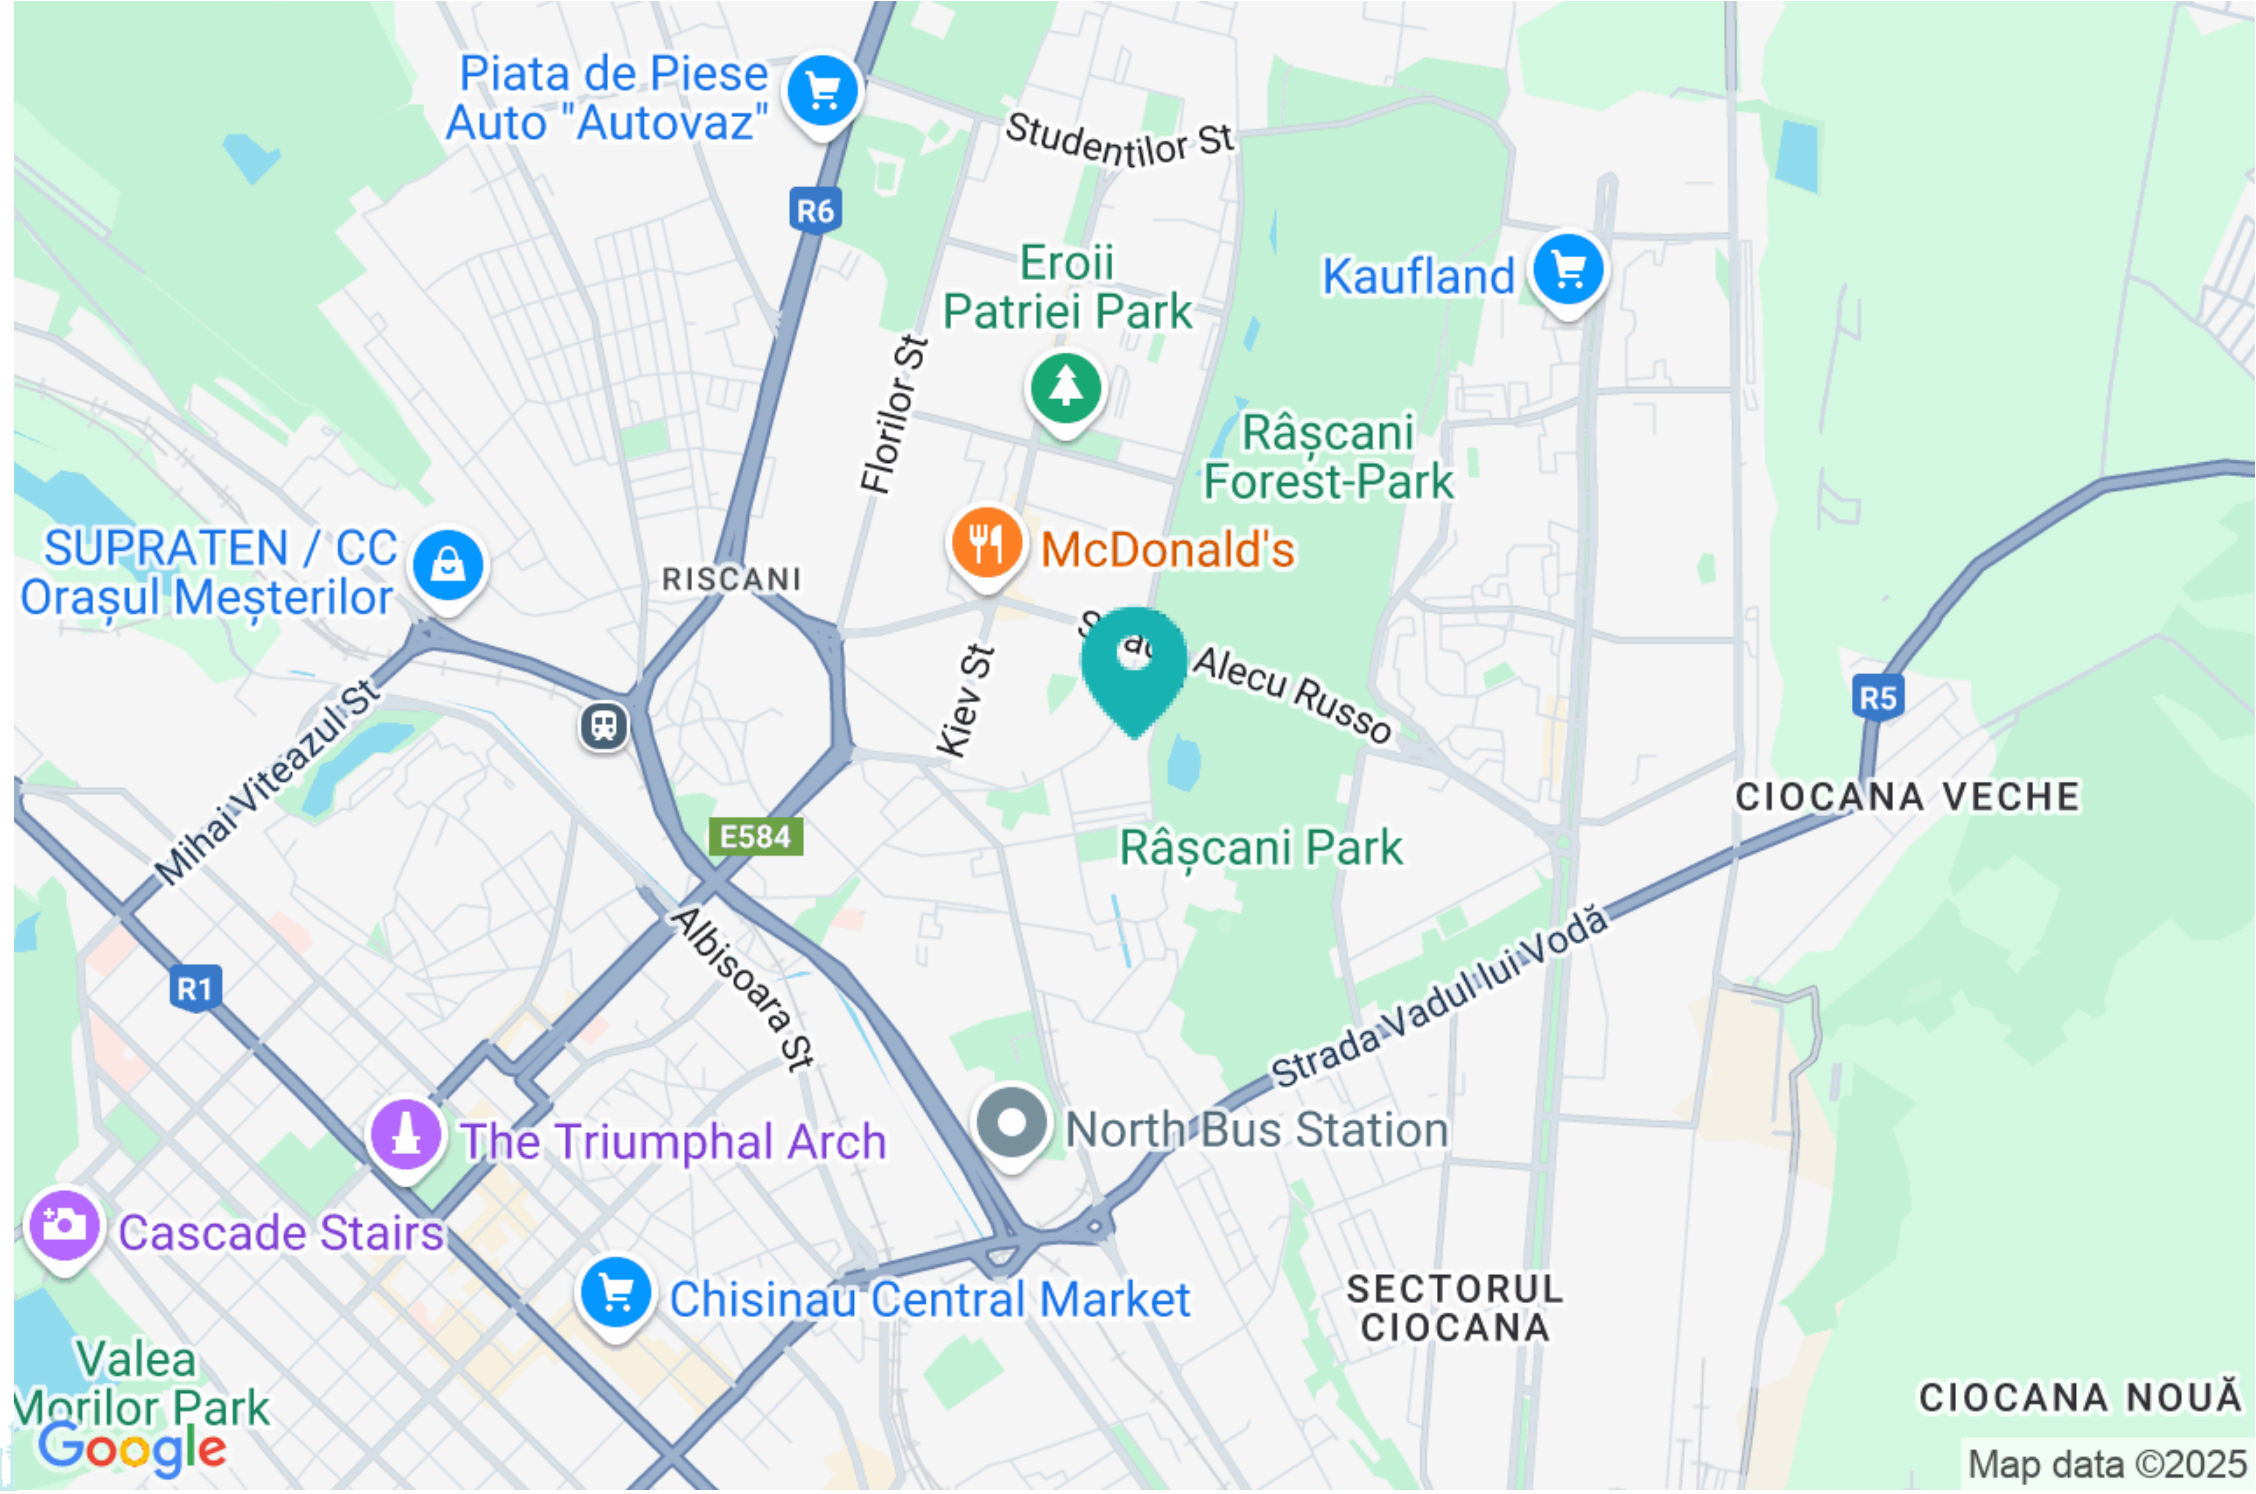 Piata de Piese
Auto "Autovaz"
Studentilor St
R6
Eroii
Patriei Park
Kaufland
Florilor St
Râșcani
Forest-Park
SUPRATEN / CC
Orașul Meșterilor
McDonald's
RISCANI
Alecu Russo
Kiev St
R5
Mihai Viteazul St
CIOCANA VECHE
E584
Râșcani Park
Albisoara St
Strada Vadul lui Vodă
R1
North Bus Station
The Triumphal Arch
Cascade Stairs
Chisinau Central Market
SECTORUL
CIOCANA
Valea
Morilor Park
CIOCANA NOUĂ
Google
Map data ©2025